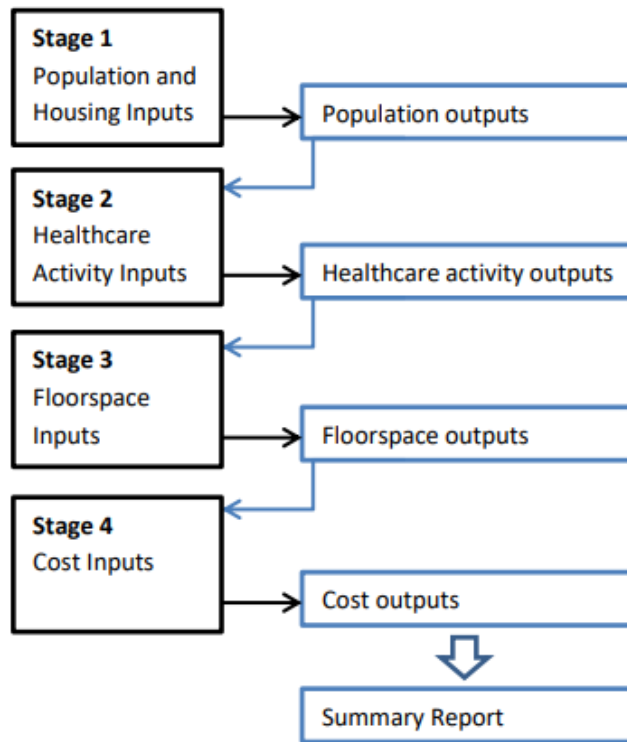 Stage 1
Population and
Housing Inputs
Population outputs
Stage 2
Healthcare
Activity Inputs
Healthcare activity outputs
Stage 3
Floorspace
Inputs
Floorspace outputs
Stage 4
Cost Inputs
Cost outputs
Summary Report